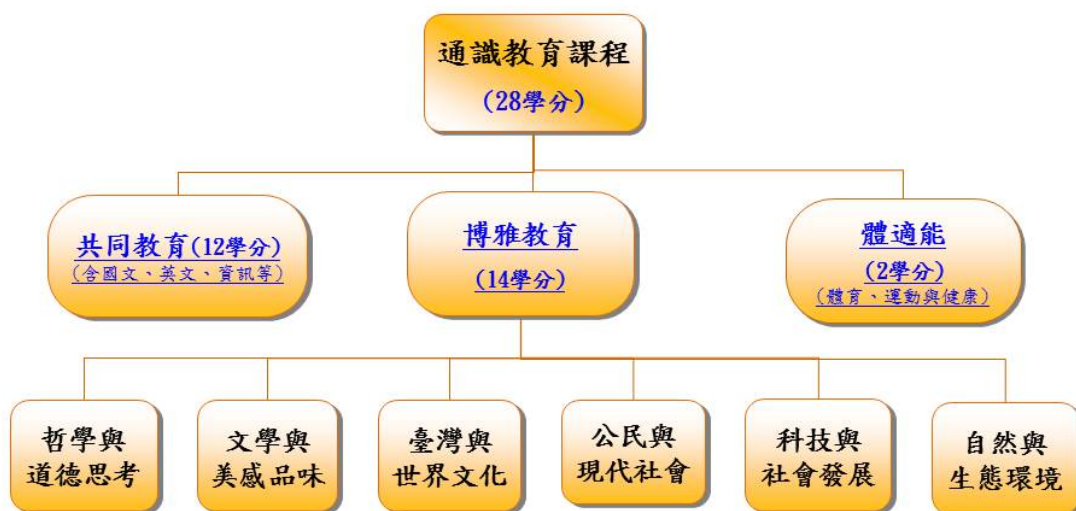 通識教育課程
(28學分)
共同教育(12學分)
(含國文、英文、資訊等)
博雅教育
(14學分)
體適能
(2學分)
(體育、運動與健康)
哲學與
道德思考
文學與
美感品味
臺灣與
世界文化
公民與
現代社會
科技與
社會發展
自然與
生態環境